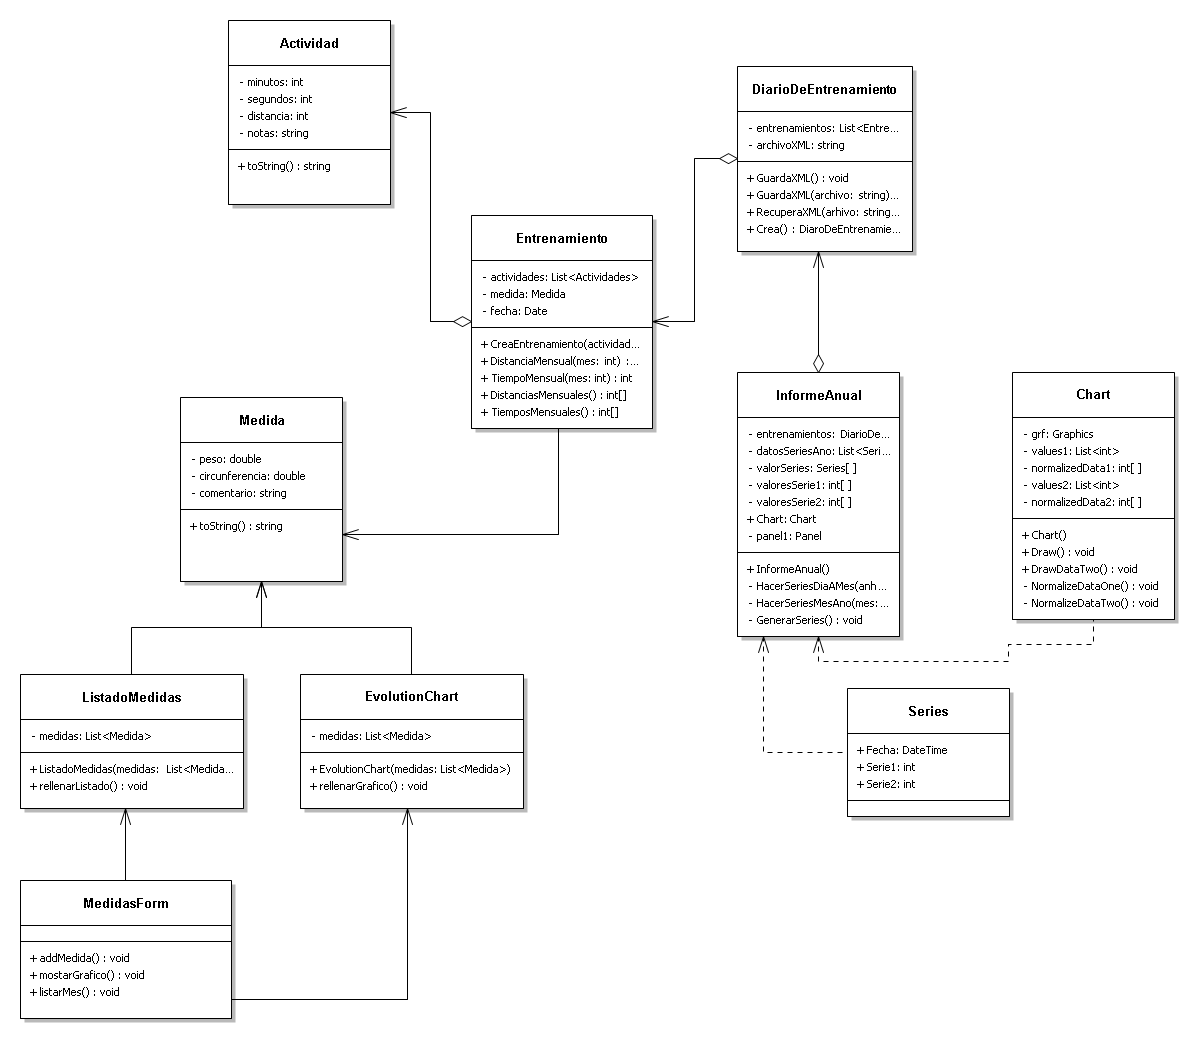 Actividad
- minutos: int
- segundos: int
- distancia: int
- notas: string
+ toString() : string
DiarioDeEntrenamiento
- entrenamientos: List<Entre...
- archivoXML: string
+ GuardaXML() : void
+ GuardaXML(archivo: string)...
+ RecuperaXML(arhivo: string...
+ Crea() : DiaroDeEntrenamie...
Entrenamiento
- actividades: List<Actividades>
- medida: Medida
- fecha: Date
+ CreaEntrenamiento(actividad...
+ DistanciaMensual(mes: int) :...
+ TiempoMensual(mes: int) : int
+ DistanciasMensuales() : int[]
+ TiemposMensuales() : int[]
Medida
- peso: double
- circunferencia: double
- comentario: string
+ toString() : string
InformeAnual
- entrenamientos: DiarioDe...
- datosSeriesAno: List<Seri...
- valorSeries: Series[ ]
- valoresSerie1: int[ ]
- valoresSerie2: int[ ]
+ Chart: Chart
- panel1: Panel
+ InformeAnual()
- HacerSeriesDiaAMes(anh...
- HacerSeriesMesAno(mes:...
- GenerarSeries() : void
Chart
- grf: Graphics
- values1: List<int>
- normalizedData1: int[ ]
- values2: List<int>
- normalizedData2: int[ ]
+ Chart()
+ Draw() : void
+ DrawDataTwo() : void
- NormalizeDataOne() : void
- NormalizeDataTwo() : void
ListadoMedidas
- medidas: List<Medida>
+ ListadoMedidas(medidas: List<Medida...
+ rellenarListado() : void
EvolutionChart
- medidas: List<Medida>
+ EvolutionChart(medidas: List<Medida>)
+ rellenarGrafico() : void
Series
+ Fecha: DateTime
+ Serie1: int
+ Serie2: int
MedidasForm
+ addMedida() : void
+ mostarGrafico() : void
+ listarMes() : void